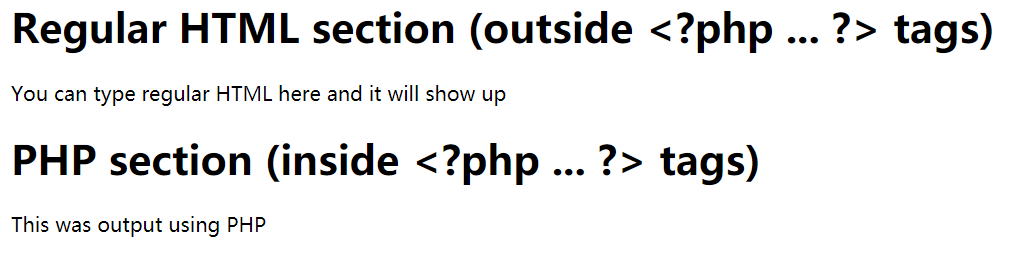 Regular HTML section (outside <?php ... ?> tags)
You can type regular HTML here and it will show up
PHP section (inside <?php ... ?> tags)
This was output using PHP